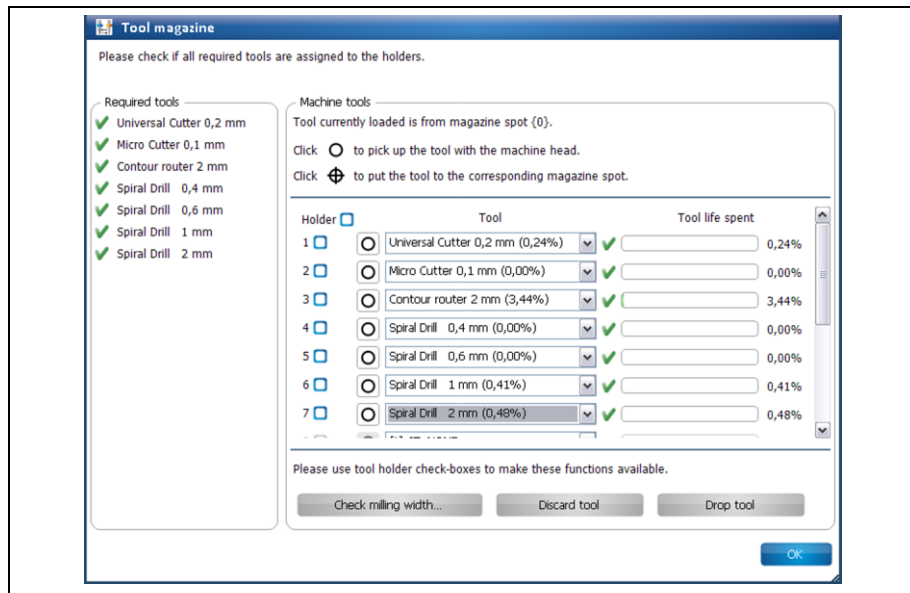 Tool magazine
Please check if all required tools are assigned to the holders.
Required tools
Universal Cutter 0,2 mm
Micro Cutter 0,1 mm
Contour router 2 mm
Spiral Drill 0,4 mm
Spiral Drill 0,6 mm
Spiral Drill 1 mm
Spiral Drill 2 mm
Machine tools
Tool currently loaded is from magazine spot {0}.
Click to pick up the tool with the machine head.
Click to put the tool to the corresponding magazine spot.
Holder Tool Tool life spent
1 Universal Cutter 0,2 mm (0,24%) 0,24%
2 Micro Cutter 0,1 mm (0,00%) 0,00%
3 Contour router 2 mm (3,44%) 3,44%
4 Spiral Drill 0,4 mm (0,00%) 0,00%
5 Spiral Drill 0,6 mm (0,00%) 0,00%
6 Spiral Drill 1 mm (0,41%) 0,41%
7 Spiral Drill 2 mm (0,48%) 0,48%
Please use tool holder check-boxes to make these functions available.
Check milling width... Discard tool Drop tool
OK